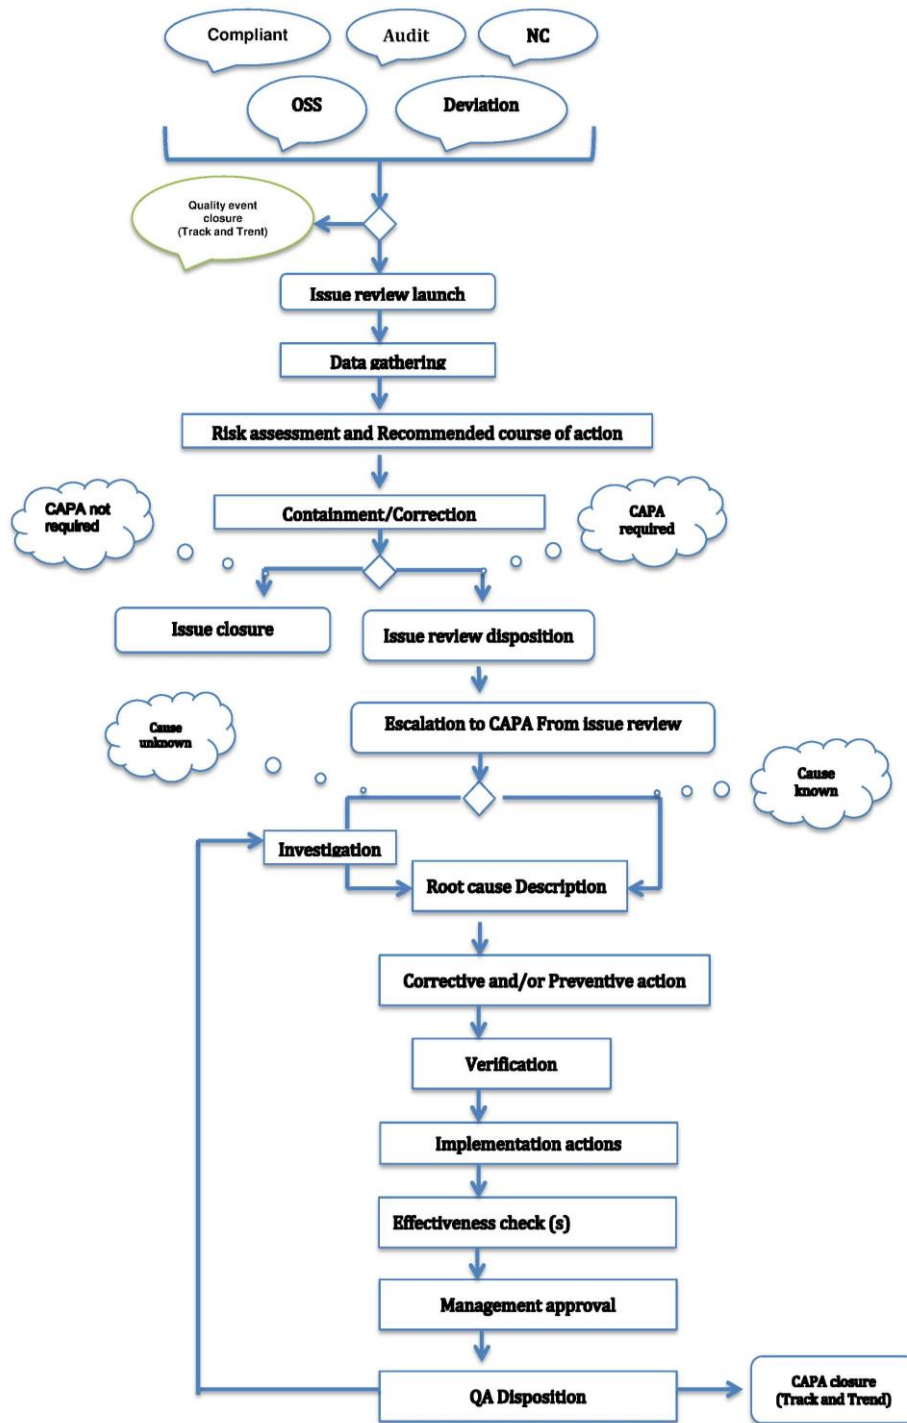 Compliant
Audit
NC
OSS
Deviation
Quality event
closure
(Track and Trent)
Issue review launch
Data gathering
Risk assessment and Recommended course of action
CAPA not
required
Containment/Correction
CAPA
required
Issue closure
Issue review disposition
Cause
unknown
Escalation to CAPA From issue review
Cause
known
Investigation
Root cause Description
Corrective and/or Preventive action
Verification
Implementation actions
Effectiveness check (s)
Management approval
QA Disposition
CAPA closure
(Track and Trend)